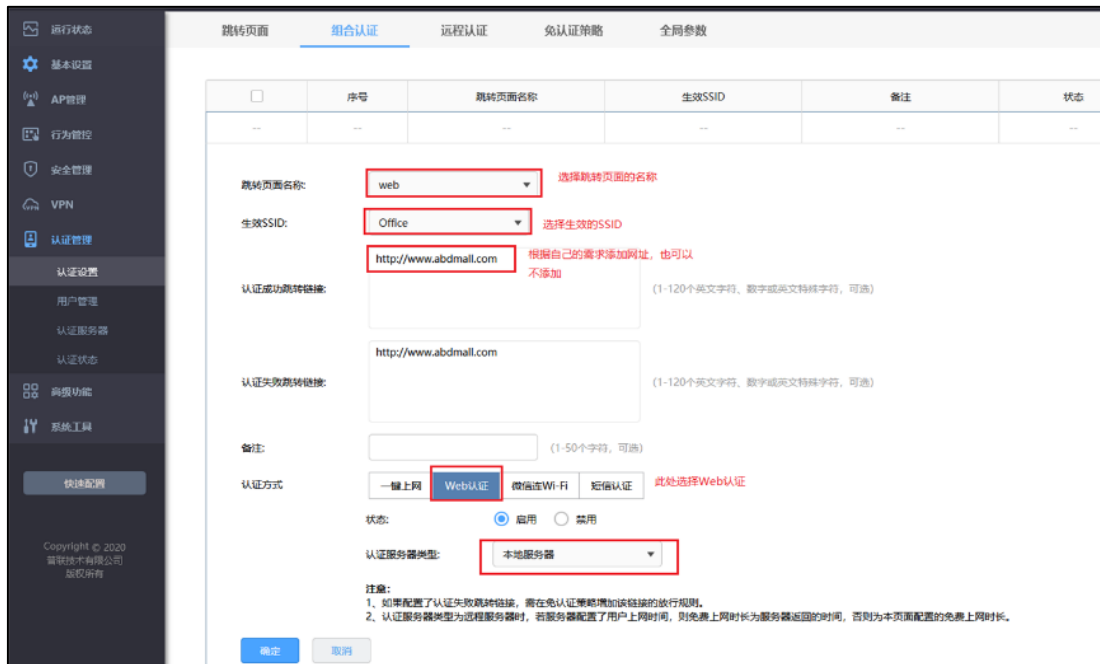 运行状态
基本设置
AP管理
行为管控
安全管理
VPN
认证管理
认证设置
用户管理
认证服务器
认证状态
高级功能
系统工具
快速配置
Copyright © 2020
普联技术有限公司
版权所有
跳转页面 组合认证 远程认证 免认证策略 全局参数
序号 跳转页面名称 生效SSID 备注 状态
-- -- -- -- -- --
跳转页面名称: web 选择跳转页面的名称
生效SSID: Office 选择生效的SSID
http://www.abdmall.com 根据自己的需求添加网址，也可以
不添加
认证成功跳转链接: (1-120个英文字符、数字或英文特殊字符，可选)
http://www.abdmall.com
认证失败跳转链接: (1-120个英文字符、数字或英文特殊字符，可选)
备注: (1-50个字符，可选)
认证方式 一键上网 Web认证 微信连Wi-Fi 短信认证 此处选择Web认证
状态: 启用 禁用
认证服务器类型: 本地服务器
注意:
1、如果配置了认证失败跳转链接，需在免认证策略增加该链接的放行规则。
2、认证服务器类型为远程服务器时，若服务器配置了用户上网时间，则免费上网时长为服务器返回的时间，否则为本页面配置的免费上网时长。
确定 取消